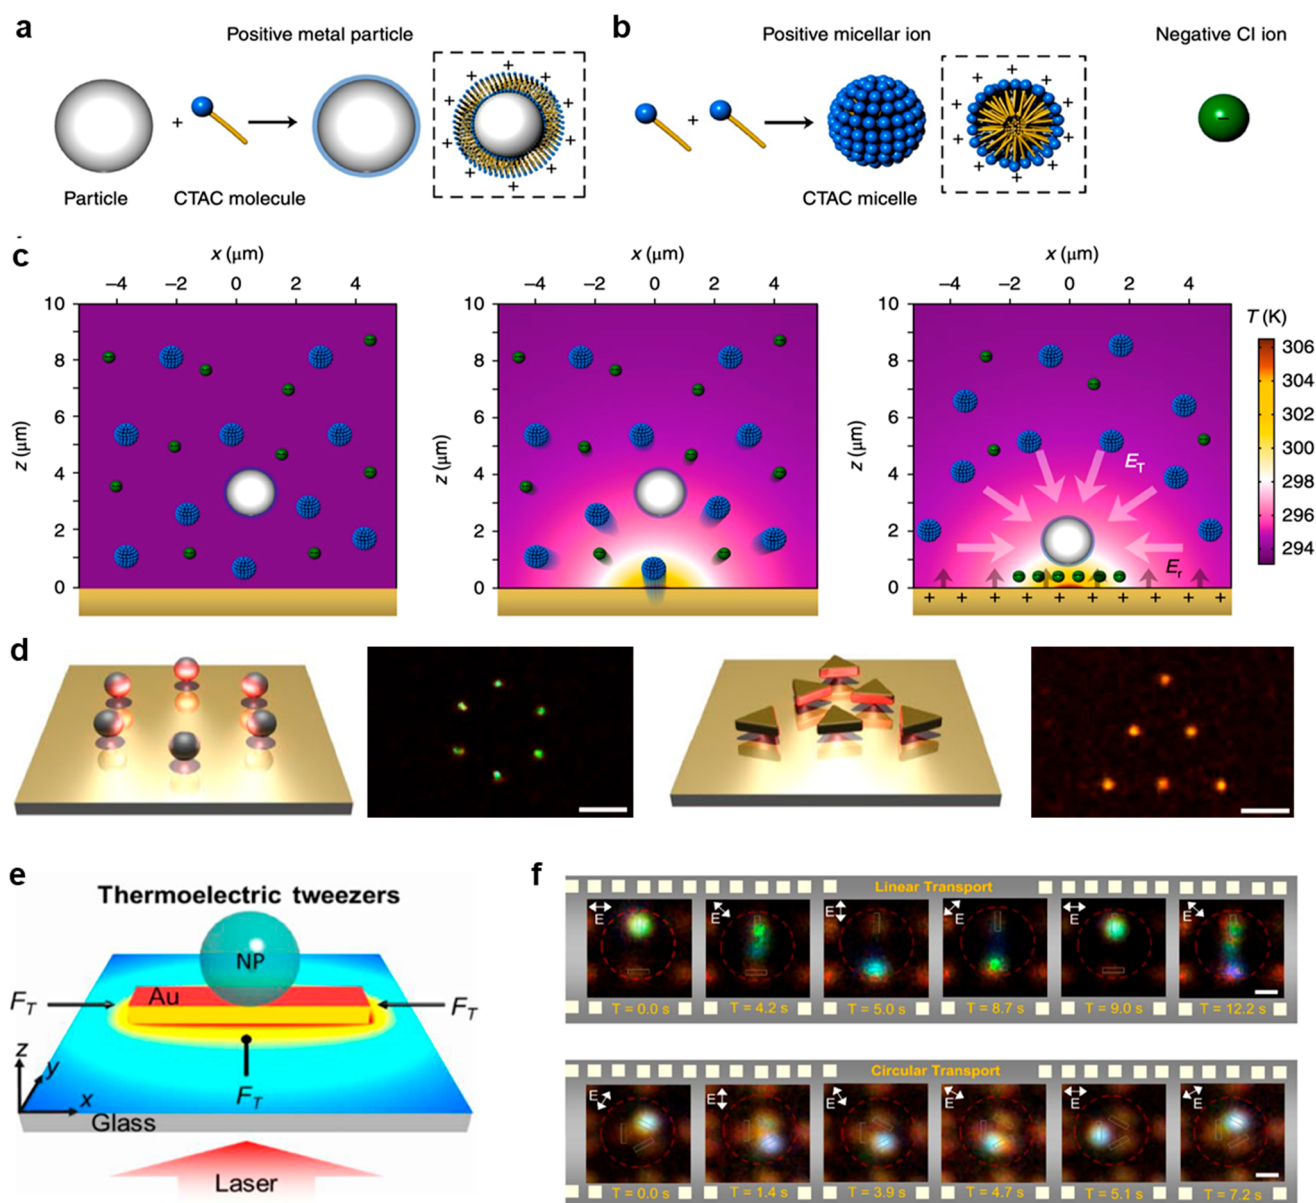 a
Positive metal particle
+
+ + + + + + + + + +
Particle
CTAC molecule
b
Positive micellar ion
Negative Cl ion
+
+ + + + + + + + + +
−
CTAC micelle
c
x (μm)
x (μm)
x (μm)
−4 −2 0 2 4
−4 −2 0 2 4
−4 −2 0 2 4
T (K)
10
8
6
4
2
0
z (μm)
10
8
6
4
2
0
z (μm)
10
8
6
4
2
0
z (μm)
E_T
E_r
+ + + + + + + + + +
306
304
302
300
298
296
294
d
e
Thermoelectric tweezers
NP
Au
F_T
F_T
F_T
z
y
x
Glass
Laser
f
Linear Transport
E
E
E
E
E
E
T = 0.0 s
T = 4.2 s
T = 5.0 s
T = 8.7 s
T = 9.0 s
T = 12.2 s
Circular Transport
E
E
E
E
E
E
T = 0.0 s
T = 1.4 s
T = 3.9 s
T = 4.7 s
T = 5.1 s
T = 7.2 s